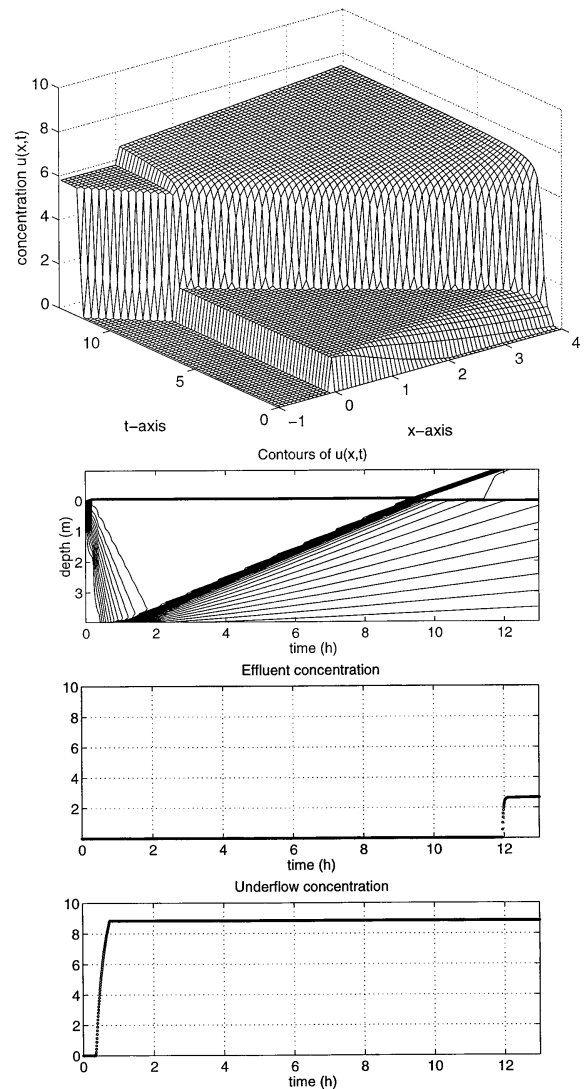 10
8
6
4
2
0
concentration u(x,t)
10
5
0
t−axis
−1
0
1
2
3
4
x−axis
Contours of u(x,t)
0
1
2
3
depth (m)
0 2 4 6 8 10 12
time (h)
Effluent concentration
10
8
6
4
2
0 2 4 6 8 10 12
time (h)
Underflow concentration
10
8
6
4
2
0
0 2 4 6 8 10 12
time (h)